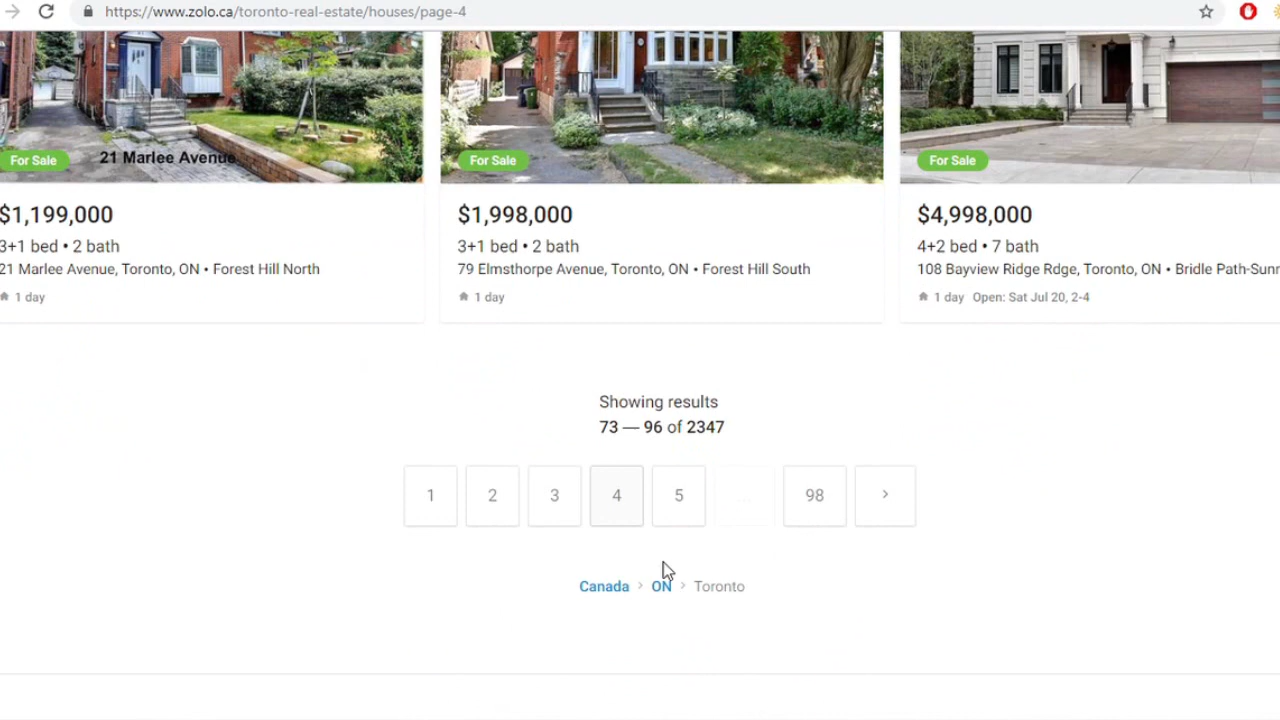 https://www.zolo.ca/toronto-real-estate/houses/page-4
For Sale
21 Marlee Avenue
For Sale
For Sale
$1,199,000
3+1 bed • 2 bath
21 Marlee Avenue, Toronto, ON • Forest Hill North
1 day
$1,998,000
3+1 bed • 2 bath
79 Elmsthorpe Avenue, Toronto, ON • Forest Hill South
1 day
$4,998,000
4+2 bed • 7 bath
108 Bayview Ridge Rdge, Toronto, ON • Bridle Path-Sunn
1 day Open: Sat Jul 20, 2-4
Showing results
73 — 96 of 2347
1 2 3 4 5 ... 98 >
Canada > ON > Toronto